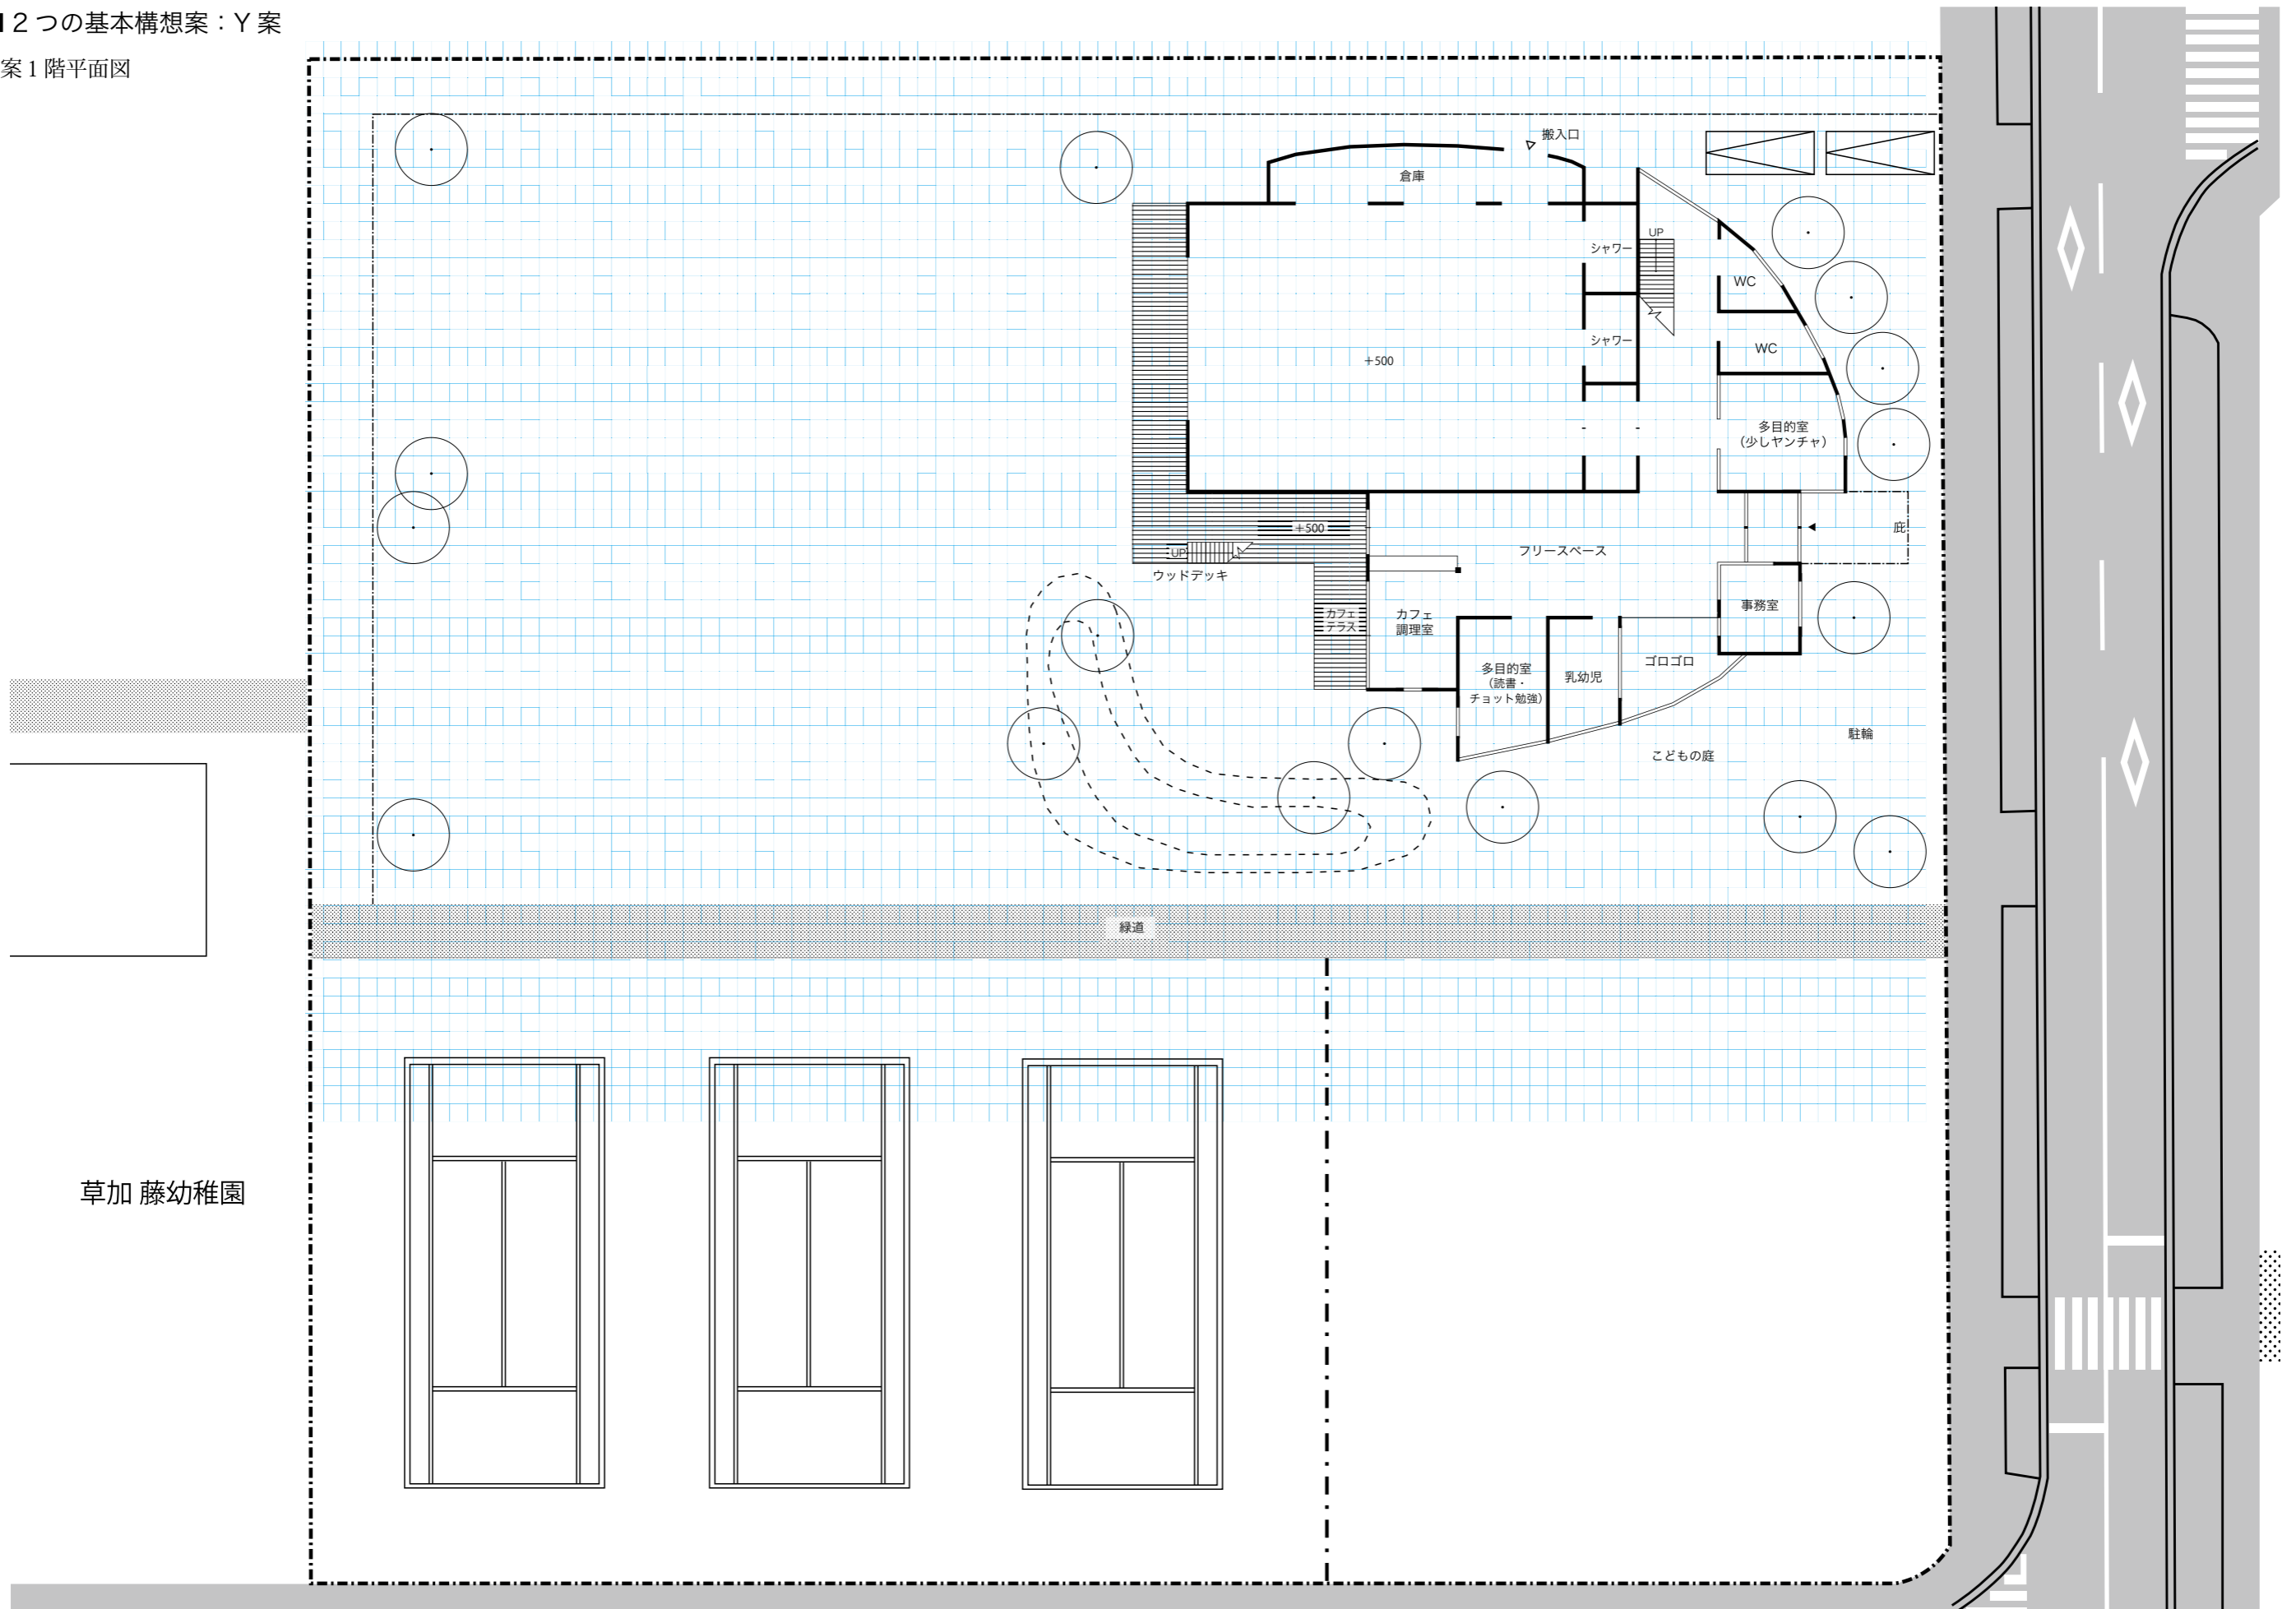 ２つの基本構想案：Ｙ案
案１階平面図
搬入口
倉庫
シャワー
UP
WC
シャワー
WC
+500
多目的室
（少しヤンチャ）
+500
庇
UP
フリースペース
ウッドデッキ
カフェ
テラス
カフェ
調理室
事務室
多目的室
（読書・
チョット勉強）
乳幼児
ゴロゴロ
駐輪
こどもの庭
緑道
草加 藤幼稚園